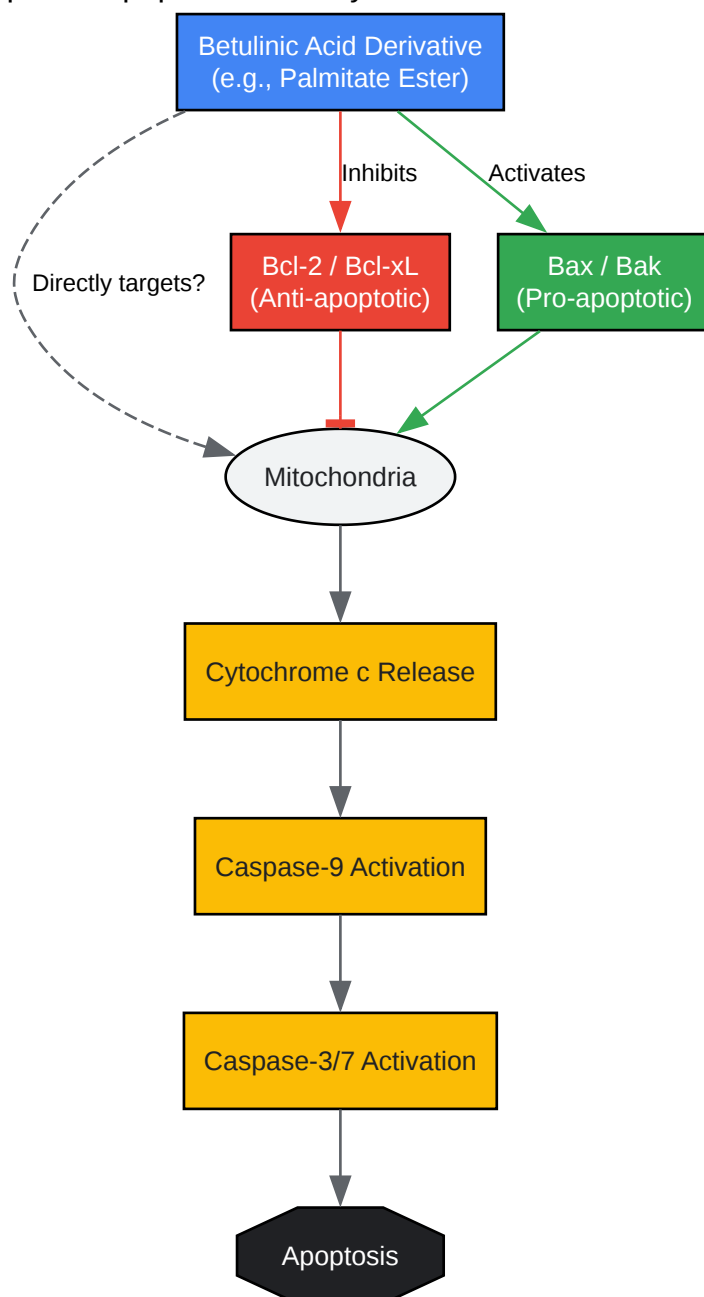 Betulinic Acid Derivative
(e.g., Palmitate Ester)
Inhibits
Activates
Directly targets?
Bcl-2 / Bcl-xL
(Anti-apoptotic)
Bax / Bak
(Pro-apoptotic)
Mitochondria
Cytochrome c Release
Caspase-9 Activation
Caspase-3/7 Activation
Apoptosis